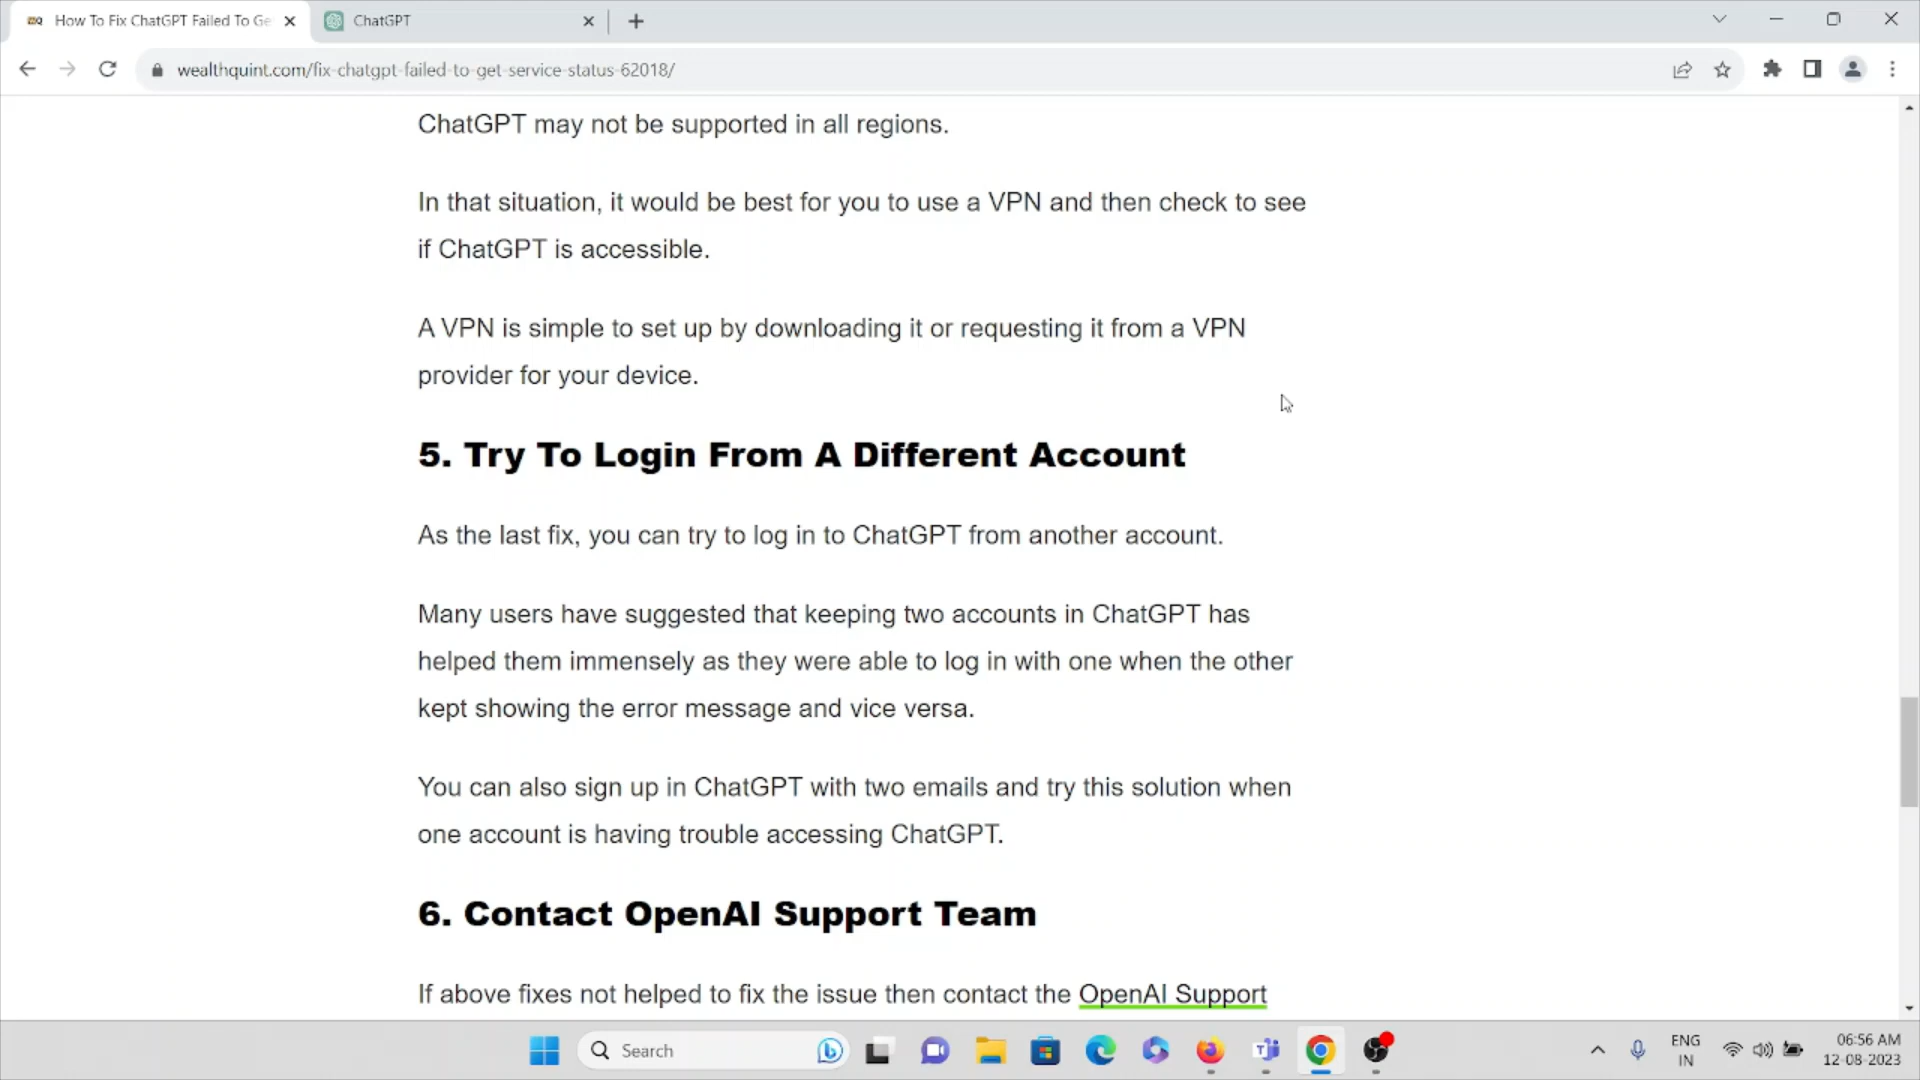 How To Fix ChatGPT Failed To Ge
ChatGPT
wealthquint.com/fix-chatgpt-failed-to-get-service-status-62018/
ChatGPT may not be supported in all regions.
In that situation, it would be best for you to use a VPN and then check to see
if ChatGPT is accessible.
A VPN is simple to set up by downloading it or requesting it from a VPN
provider for your device.
5. Try To Login From A Different Account
As the last fix, you can try to log in to ChatGPT from another account.
Many users have suggested that keeping two accounts in ChatGPT has
helped them immensely as they were able to log in with one when the other
kept showing the error message and vice versa.
You can also sign up in ChatGPT with two emails and try this solution when
one account is having trouble accessing ChatGPT.
6. Contact OpenAI Support Team
If above fixes not helped to fix the issue then contact the OpenAI Support
Search
ENG
IN
06:56 AM
12-08-2023